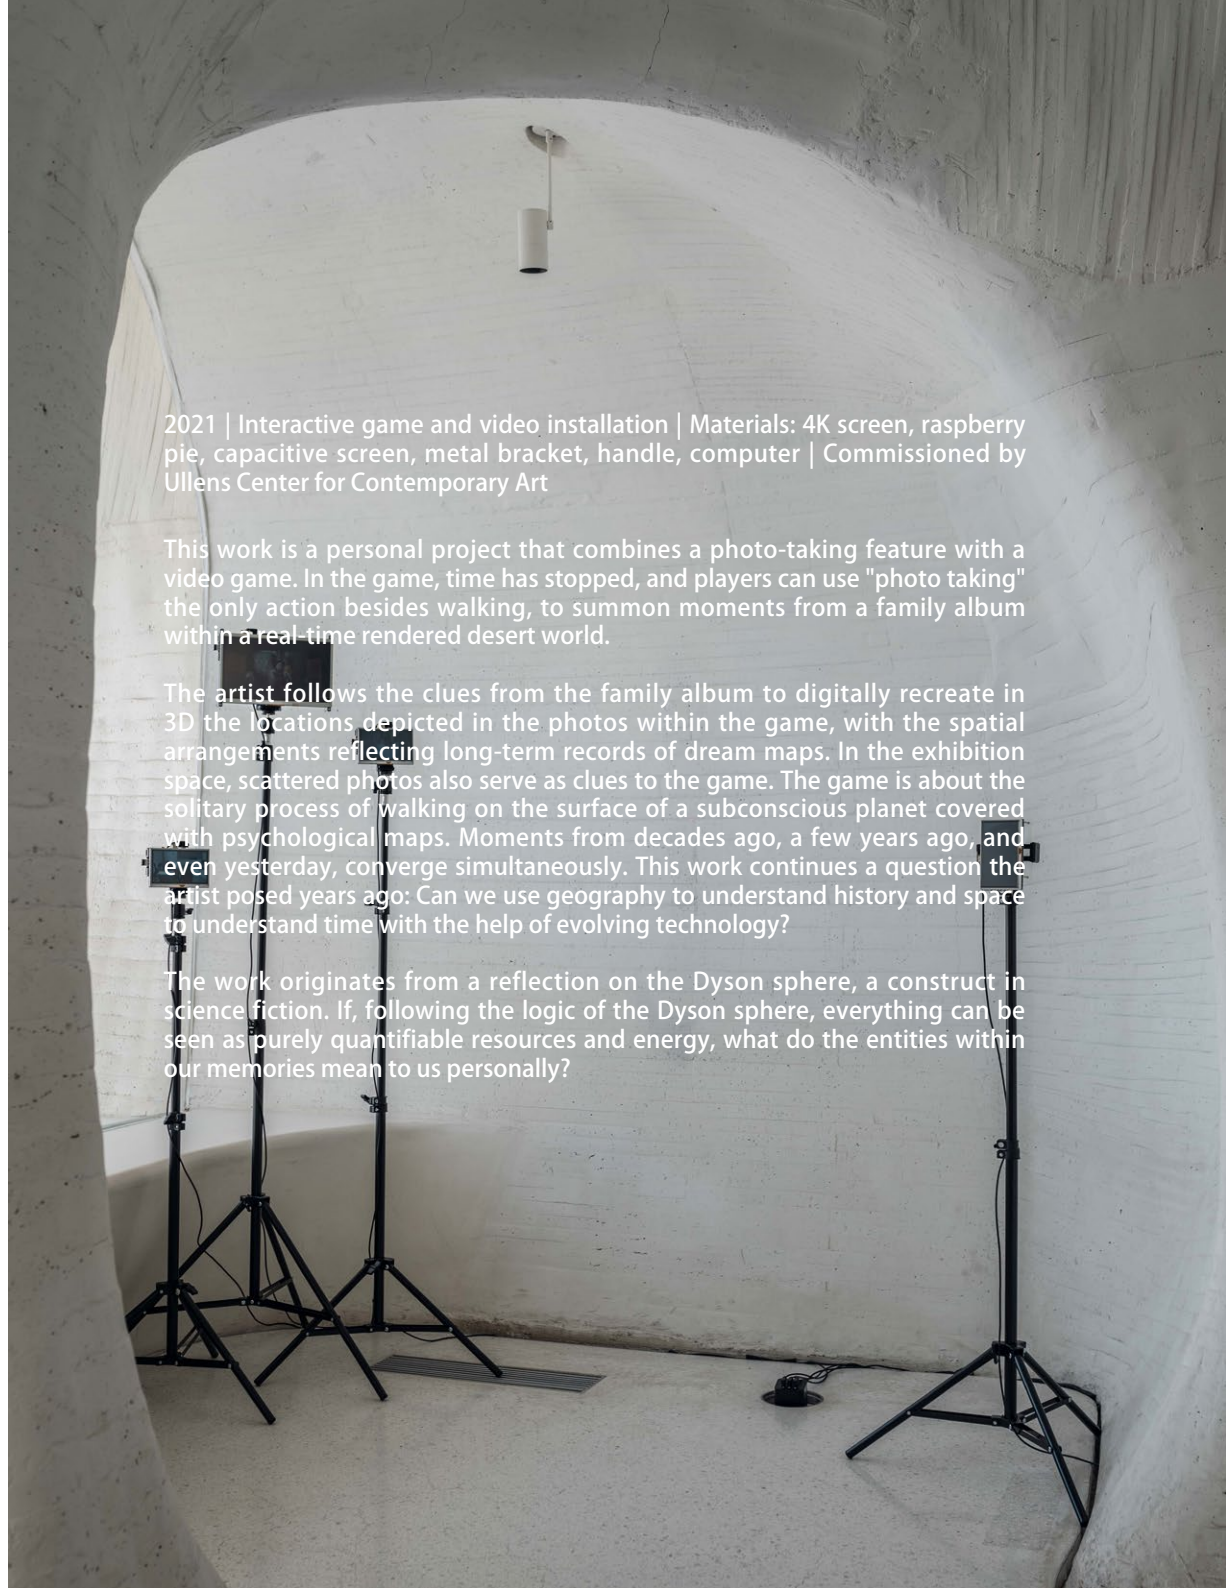 2021 | Interactive game and video installation | Materials: 4K screen, raspberry
pie, capacitive screen, metal bracket, handle, computer | Commissioned by
Ullens Center for Contemporary Art
This work is a personal project that combines a photo-taking feature with a
video game. In the game, time has stopped, and players can use "photo taking"
the only action besides walking, to summon moments from a family album
within a real-time rendered desert world.
The artist follows the clues from the family album to digitally recreate in
3D the locations depicted in the photos within the game, with the spatial
arrangements reflecting long-term records of dream maps. In the exhibition
space, scattered photos also serve as clues to the game. The game is about the
solitary process of walking on the surface of a subconscious planet covered
with psychological maps. Moments from decades ago, a few years ago, and
even yesterday, converge simultaneously. This work continues a question the
artist posed years ago: Can we use geography to understand history and space
to understand time with the help of evolving technology?
The work originates from a reflection on the Dyson sphere, a construct in
science fiction. If, following the logic of the Dyson sphere, everything can be
seen as purely quantifiable resources and energy, what do the entities within
our memories mean to us personally?